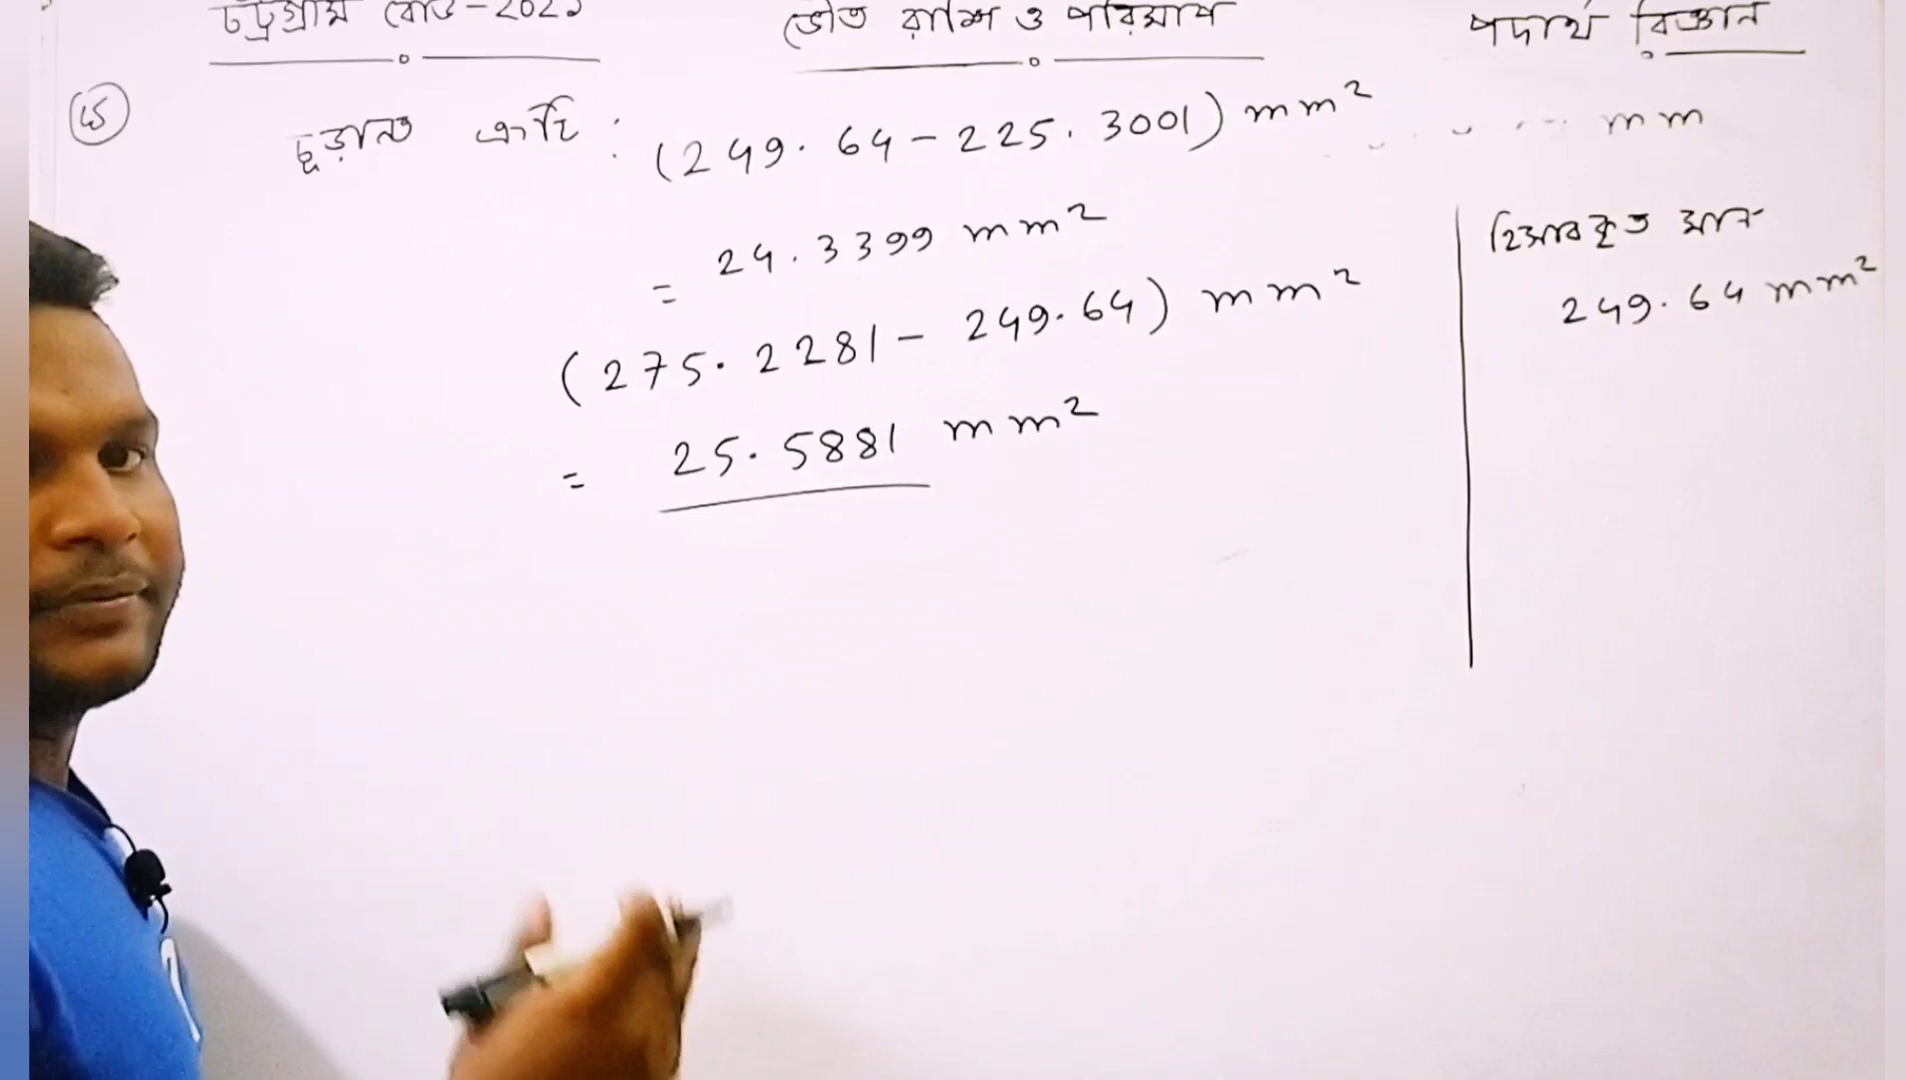 চট্টগ্রাম বোর্ড-2021
ভৌত রাশি ও পরিমাপ
পদার্থ বিজ্ঞান
চূড়ান্ত ত্রুটি : (249.64-225.3001) mm²
mm
= 24.3399 mm²
(275.2281- 249.64) mm²
= 25.5881 mm²
হিসাবকৃত মান
249.64 mm²